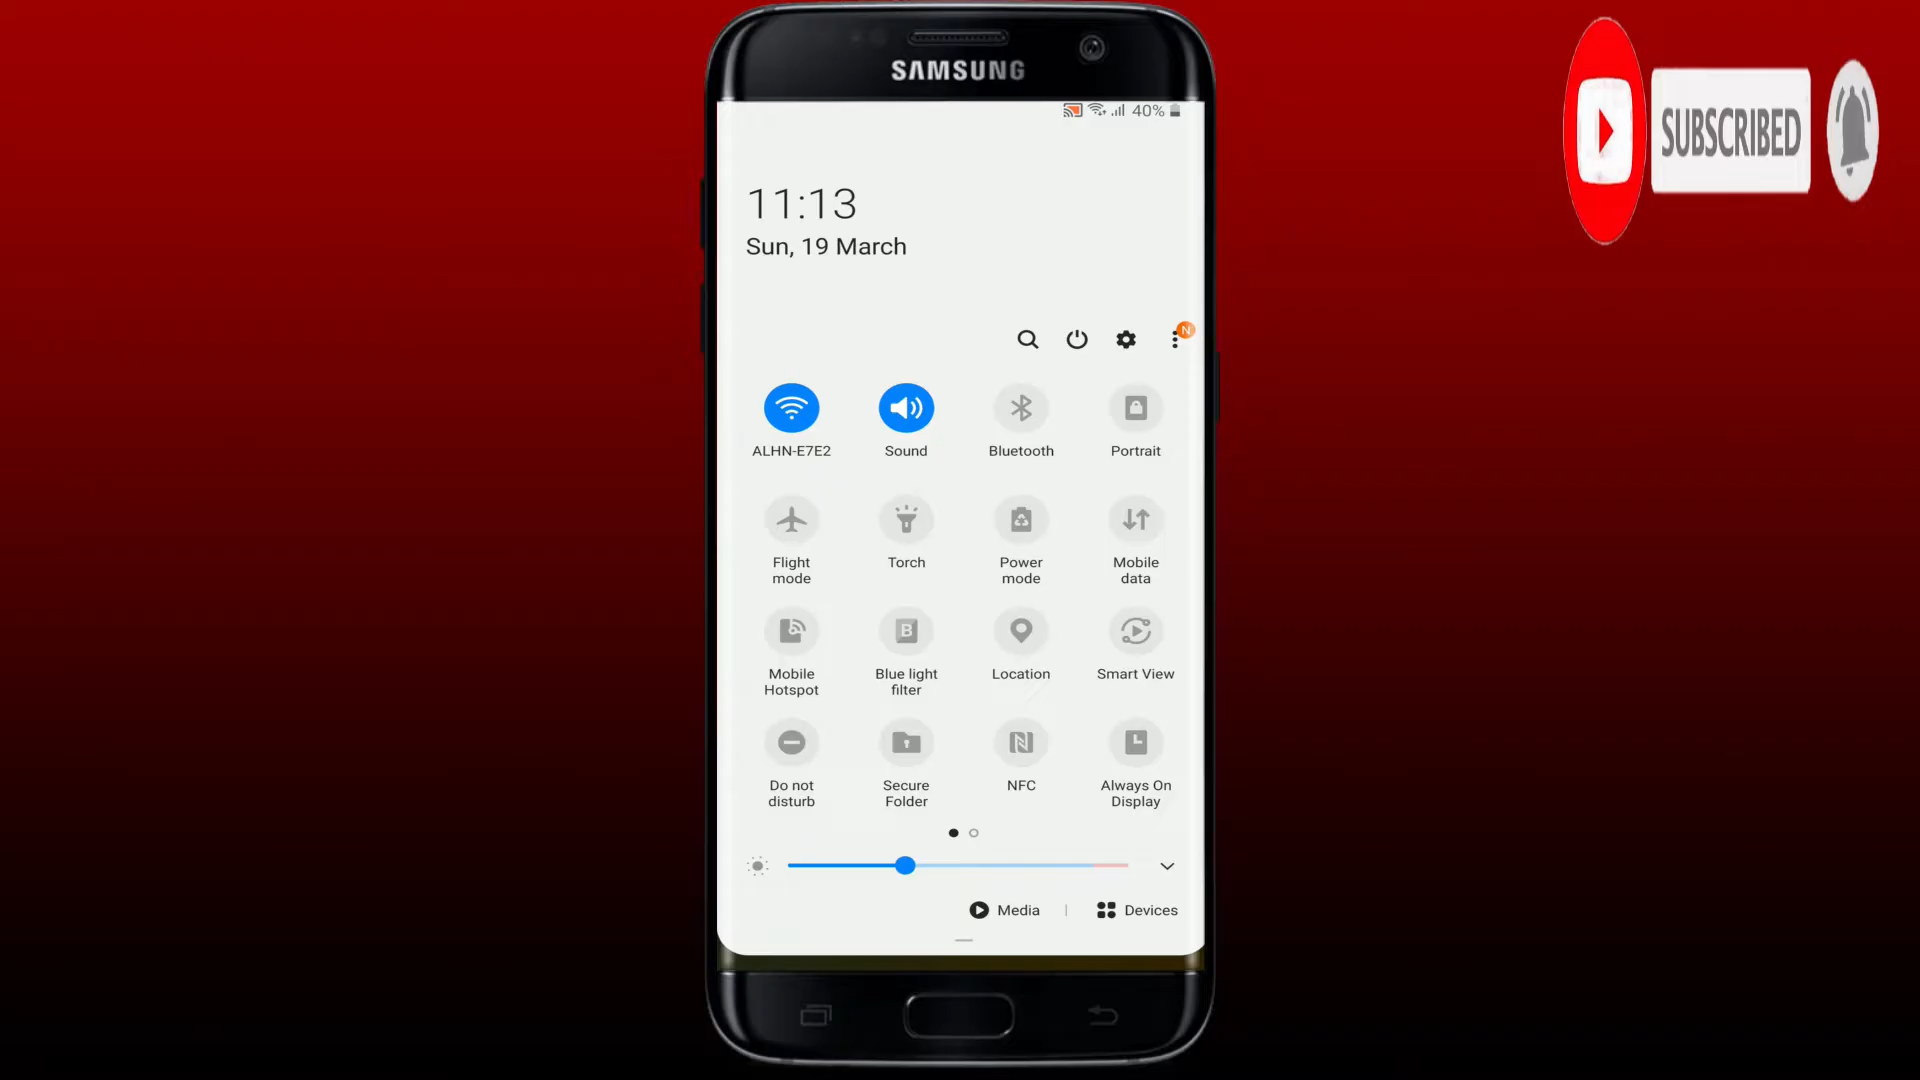 SAMSUNG
SUBSCRIBED
40%
11:13
Sun, 19 March
N
ALHN-E7E2
Sound
Bluetooth
Portrait
Flight
mode
Torch
Power
mode
Mobile
data
Mobile
Hotspot
B
Blue light
filter
Location
Smart View
Do not
disturb
Secure
Folder
NFC
Always On
Display
Media
Devices